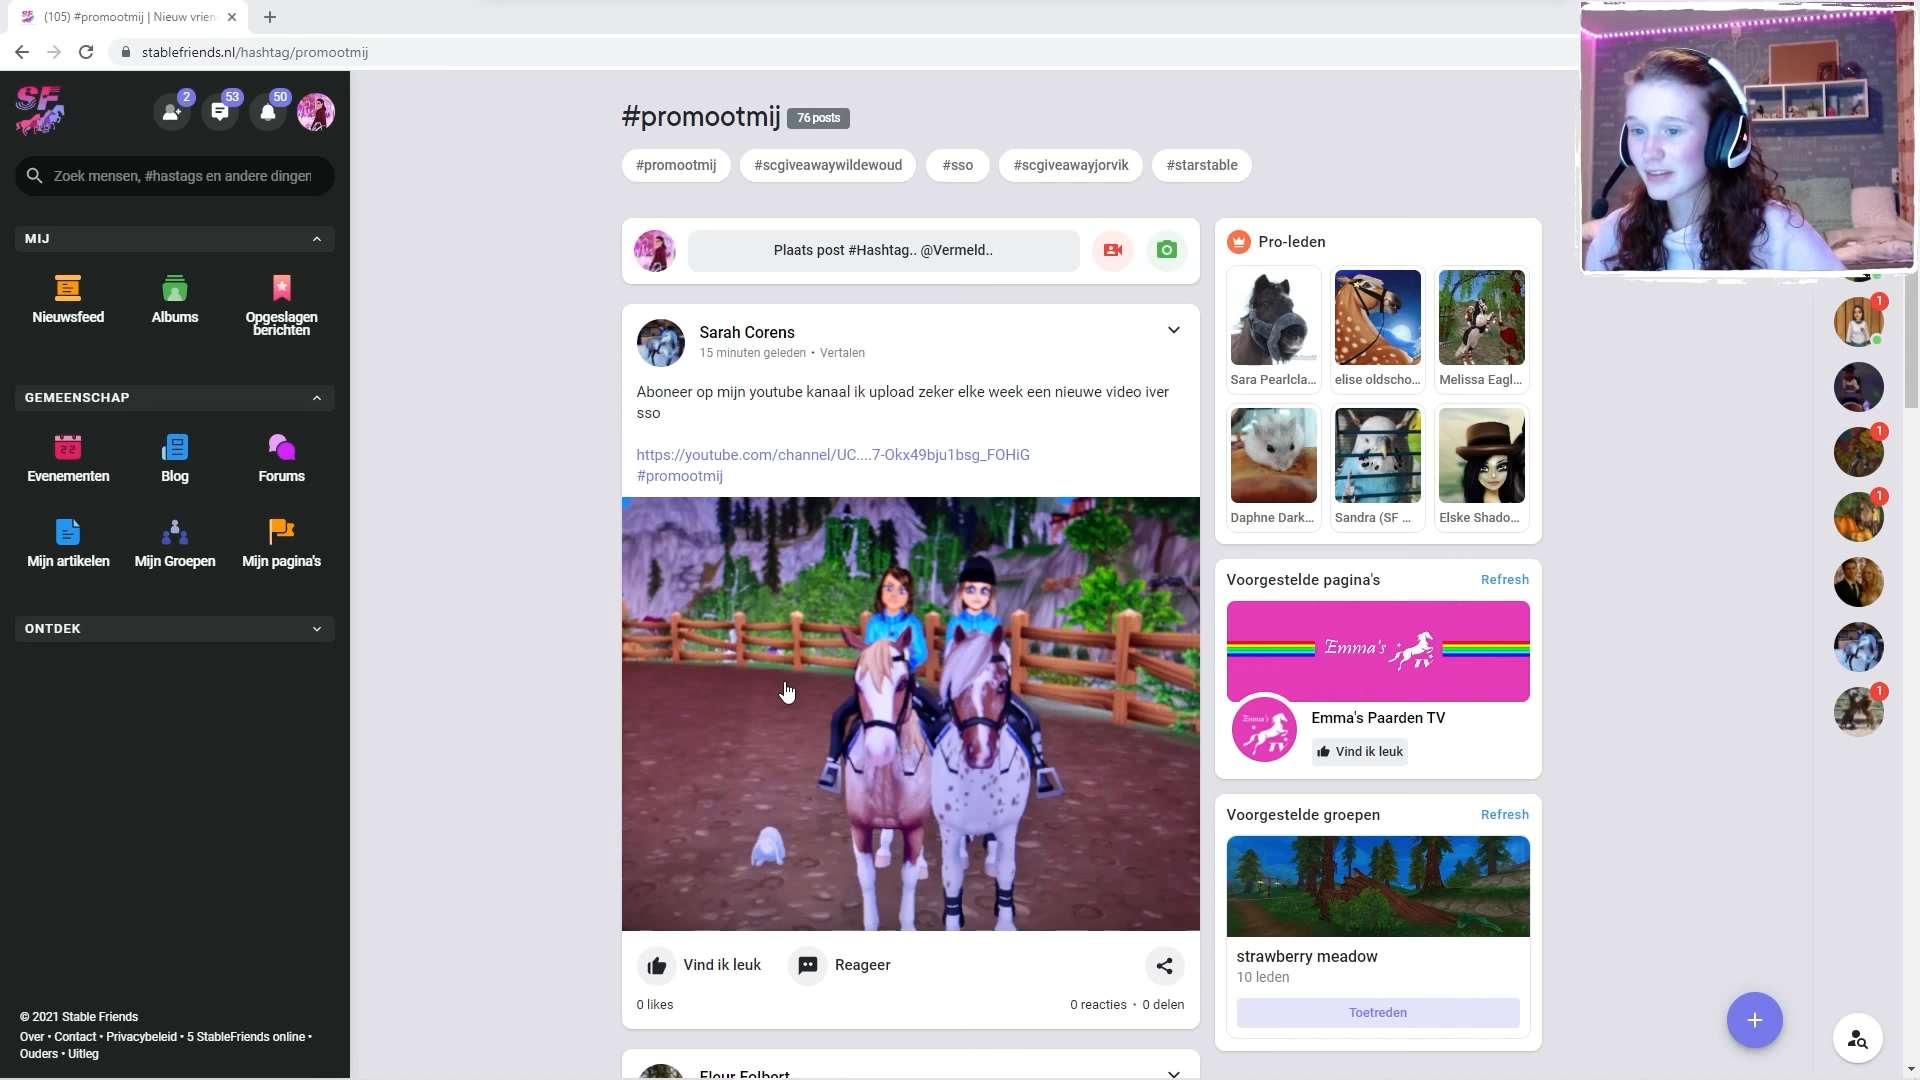 (105) #promootmij | Nieuw vrien
stablefriends.nl/hashtag/promootmij
SF
2
53
50
Zoek mensen, #hastags en andere dingen
MIJ
Nieuwsfeed
Albums
Opgeslagen
berichten
GEMEENSCHAP
Evenementen
Blog
Forums
Mijn artikelen
Mijn Groepen
Mijn pagina's
ONTDEK
© 2021 Stable Friends
Over • Contact • Privacybeleid • 5 StableFriends online •
Ouders • Uitleg
#promootmij 76 posts
#promootmij
#scgiveawaywildewoud
#sso
#scgiveawayjorvik
#starstable
Plaats post #Hashtag.. @Vermeld..
Sarah Corens
15 minuten geleden • Vertalen
Aboneer op mijn youtube kanaal ik upload zeker elke week een nieuwe video iver
sso
https://youtube.com/channel/UC....7-Okx49bju1bsg_FOHiG
#promootmij
Vind ik leuk
Reageer
0 likes
0 reacties • 0 delen
Fleur Folbert
Pro-leden
Sara Pearlcla...
elise oldscho...
Melissa Eagl...
Daphne Dark...
Sandra (SF ...
Elske Shado...
Voorgestelde pagina's
Refresh
Emma's
Emma's
Emma's Paarden TV
Vind ik leuk
Voorgestelde groepen
Refresh
strawberry meadow
10 leden
Toetreden
1
1
1
1